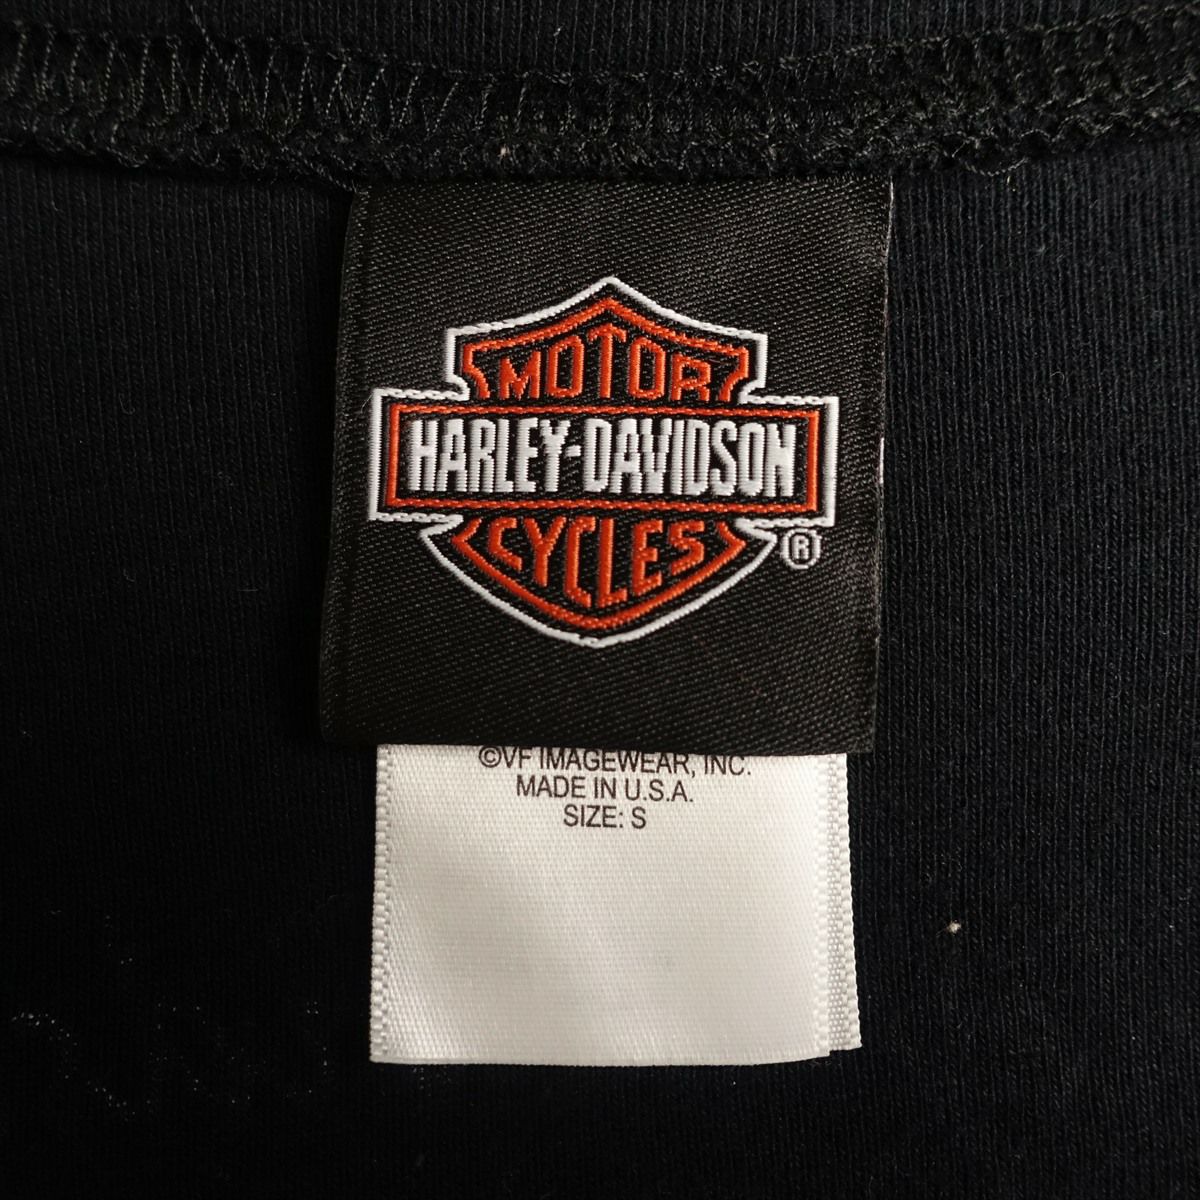 MOTOR
HARLEY-DAVIDSON
CYCLES
®
©VF IMAGEWEAR, INC.
MADE IN U.S.A.
SIZE: S